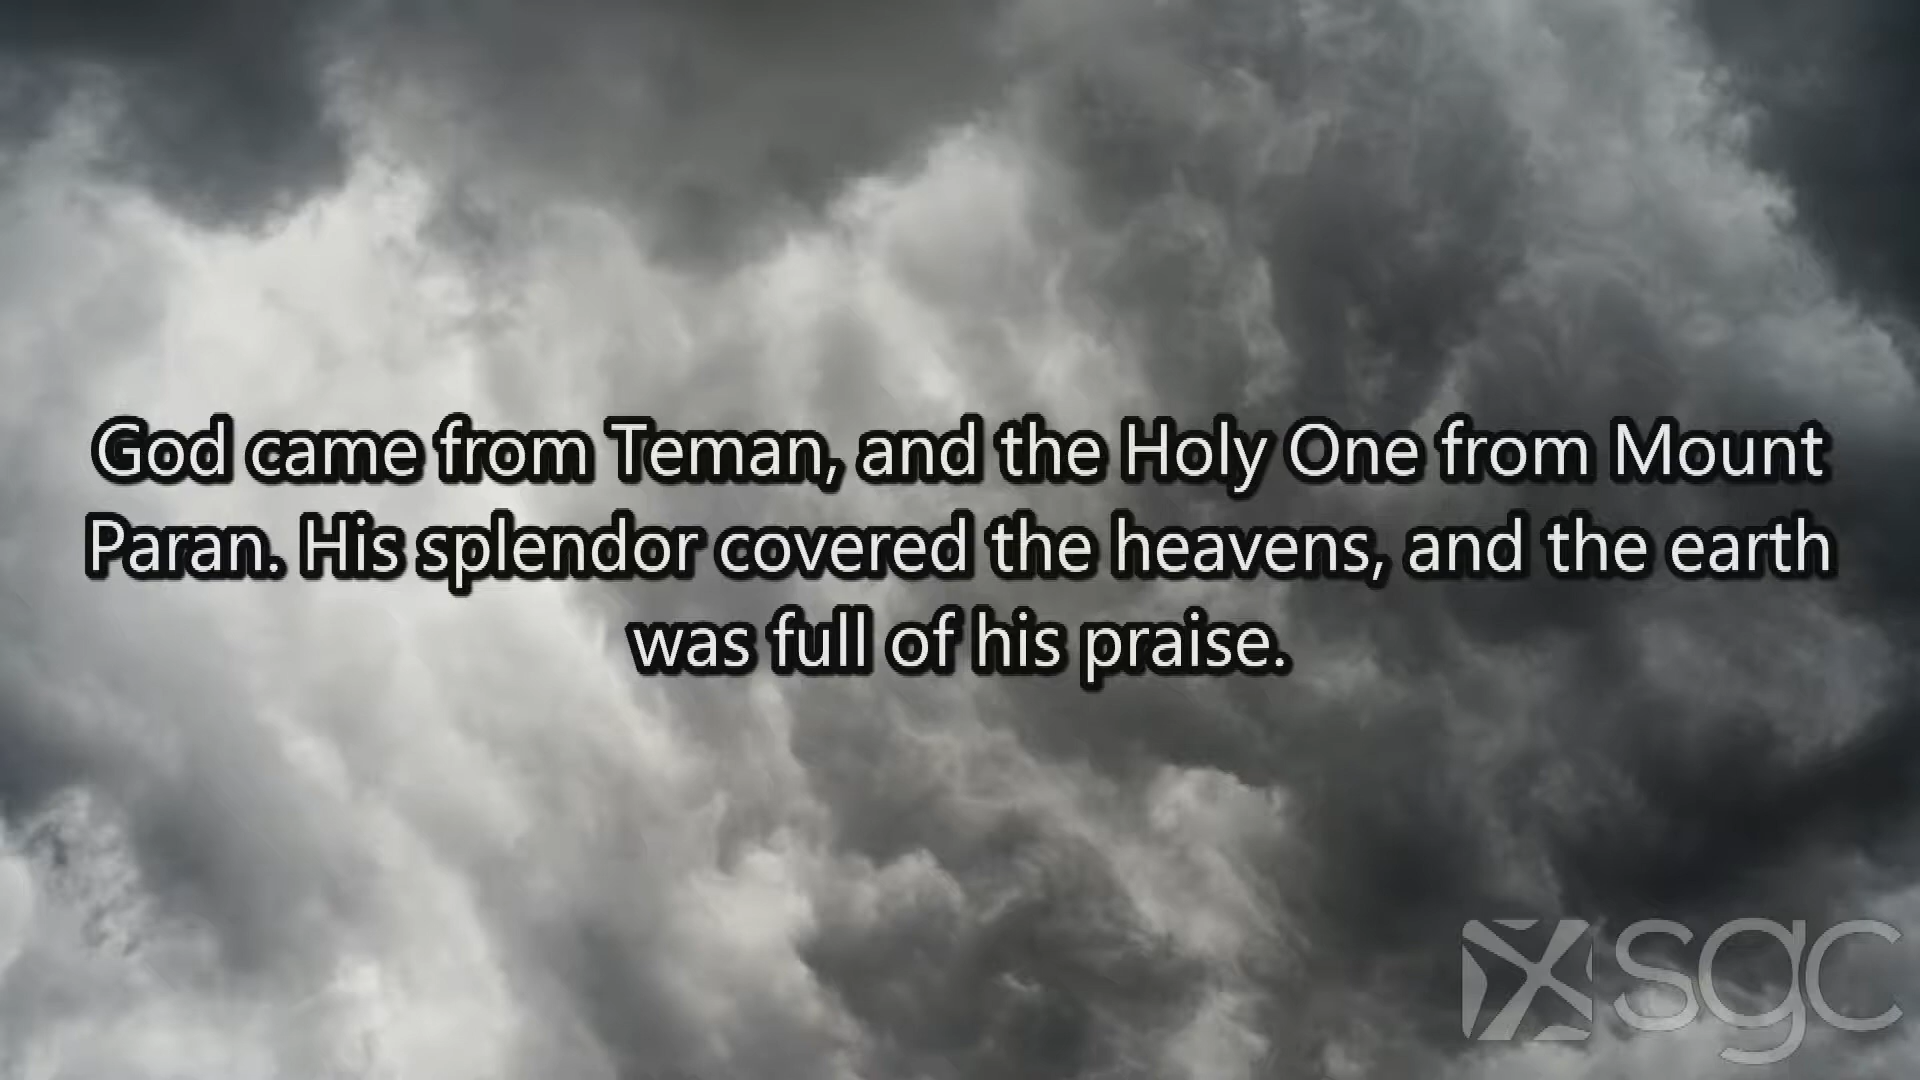 God came from Teman, and the Holy One from Mount
Paran. His splendor covered the heavens, and the earth
was full of his praise.
sgc